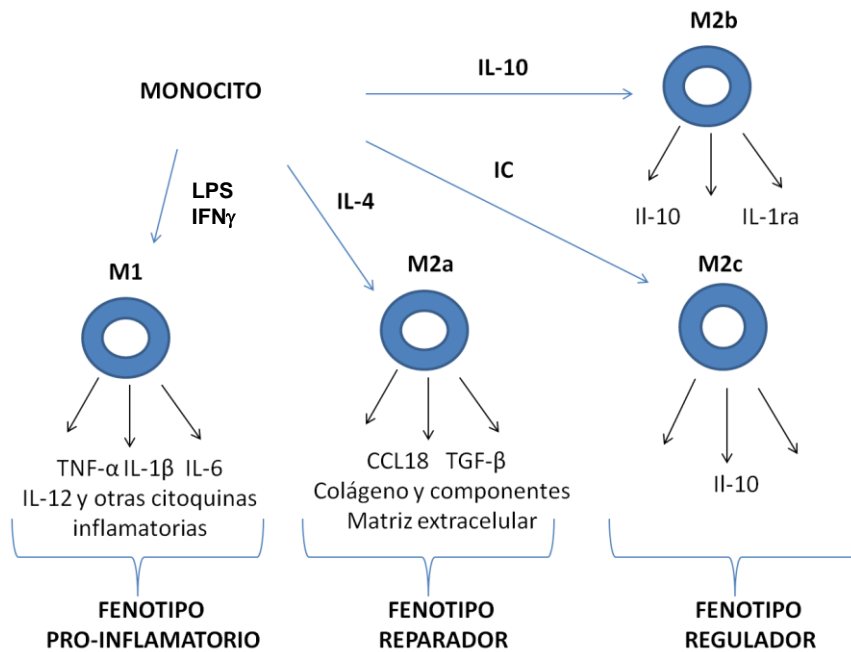 M2b
IL-10
MONOCITO
IC
LPS
IFNγ
IL-4
Il-10
IL-1ra
M1
M2a
M2c
TNF-α IL-1β IL-6
IL-12 y otras citoquinas
inflamatorias
CCL18 TGF-β
Colágeno y componentes
Matriz extracelular
Il-10
FENOTIPO
PRO-INFLAMATORIO
FENOTIPO
REPARADOR
FENOTIPO
REGULADOR